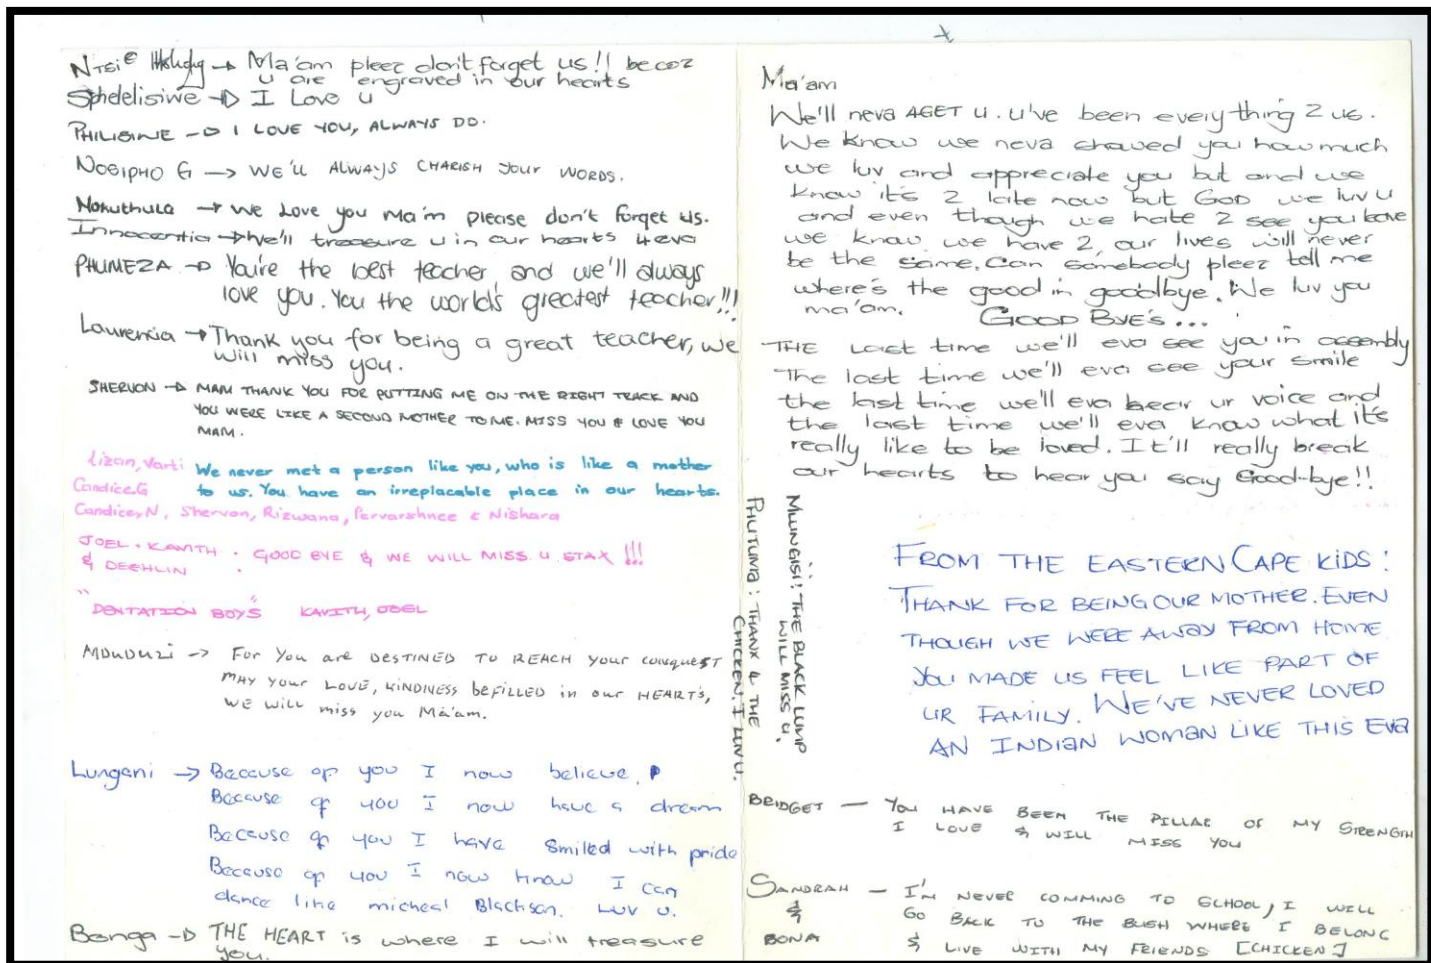 Ntsie → Ma'am pleez don't forget us!! becoz
u are engraved in our hearts
Sphdelisiwe → I Love u
PHILISIWE → I LOVE YOU, ALWAYS DO.
NOSIPHO G → WE'LL ALWAYS CHARISH YOUR WORDS.
Nokuthula → We Love you Ma'm please don't forget us.
Innocentia → We'll treasure u in our hearts 4eva
PHUMEZA → You're the best teacher and we'll always
love you. You the world's greatest teacher!!!
Laurencia → Thank you for being a great teacher, we
will miss you.
SHERVON → MAM THANK YOU FOR PUTTING ME ON THE RIGHT TRACK AND
YOU WERE LIKE A SECOND MOTHER TO ME. MISS YOU & LOVE YOU
MAM.
Lizan, Varti We never met a person like you, who is like a mother
Candice.G to us. You have an irreplacable place in our hearts.
Candice.N, Shervon, Rizwana, Pervarshnee & Nishara
JOEL . KAVITH . GOOD BYE & WE WILL MISS U STAX !!!
& DEEHLIN
"DENTATION BOYS" KAVITH, JOEL
MDUDUZI → For You are DESTINED TO REACH your conquest
MAY your LOVE, KINDNESS beFILLED in our HEART'S,
WE will miss you Ma'am.
Lungani → Because of you I now believe.
Because of you I now have a dream
Because of you I have smiled with pride
Because of you I now know I can
dance like micheal Blackson. Luv u.
Bonga → THE HEART is where I will treasure
you.
MLUNGISI: THE BLACK LUMP
WILL MISS U.
PHUTUMA: THANK 4 THE
CHICKEN. I LUV U.
Ma'am
We'll neva AGET u. u've been everything 2 us.
We know we neva showed you how much
we luv and appreciate you but and we
know it's 2 late now but GOD we luv u
and even though we hate 2 see you leave
we know we have 2, our lives will never
be the same. Can somebody pleez tell me
where's the good in goodbye. We luv you
ma'am.
GOOD BYE'S...
THE last time we'll eva see you in assembly
The last time we'll eva see your smile
the last time we'll eva hear ur voice and
the last time we'll eva know what it's
really like to be loved. It'll really break
our hearts to hear you say Good-bye!!
FROM THE EASTERN CAPE KIDS:
THANK FOR BEING OUR MOTHER. EVEN
THOUGH WE WERE AWAY FROM HOME
YOU MADE US FEEL LIKE PART OF
UR FAMILY. WE'VE NEVER LOVED
AN INDIAN WOMAN LIKE THIS EVA
BRIDGET — YOU HAVE BEEN THE PILLAR OF MY STRENGTH
I LOVE & WILL MISS YOU
SANDRAH — I'M NEVER COMMING TO SCHOOL, I WILL
& GO BACK TO THE BUSH WHERE I BELONG
BONA & LIVE WITH MY FRIENDS [CHICKEN]